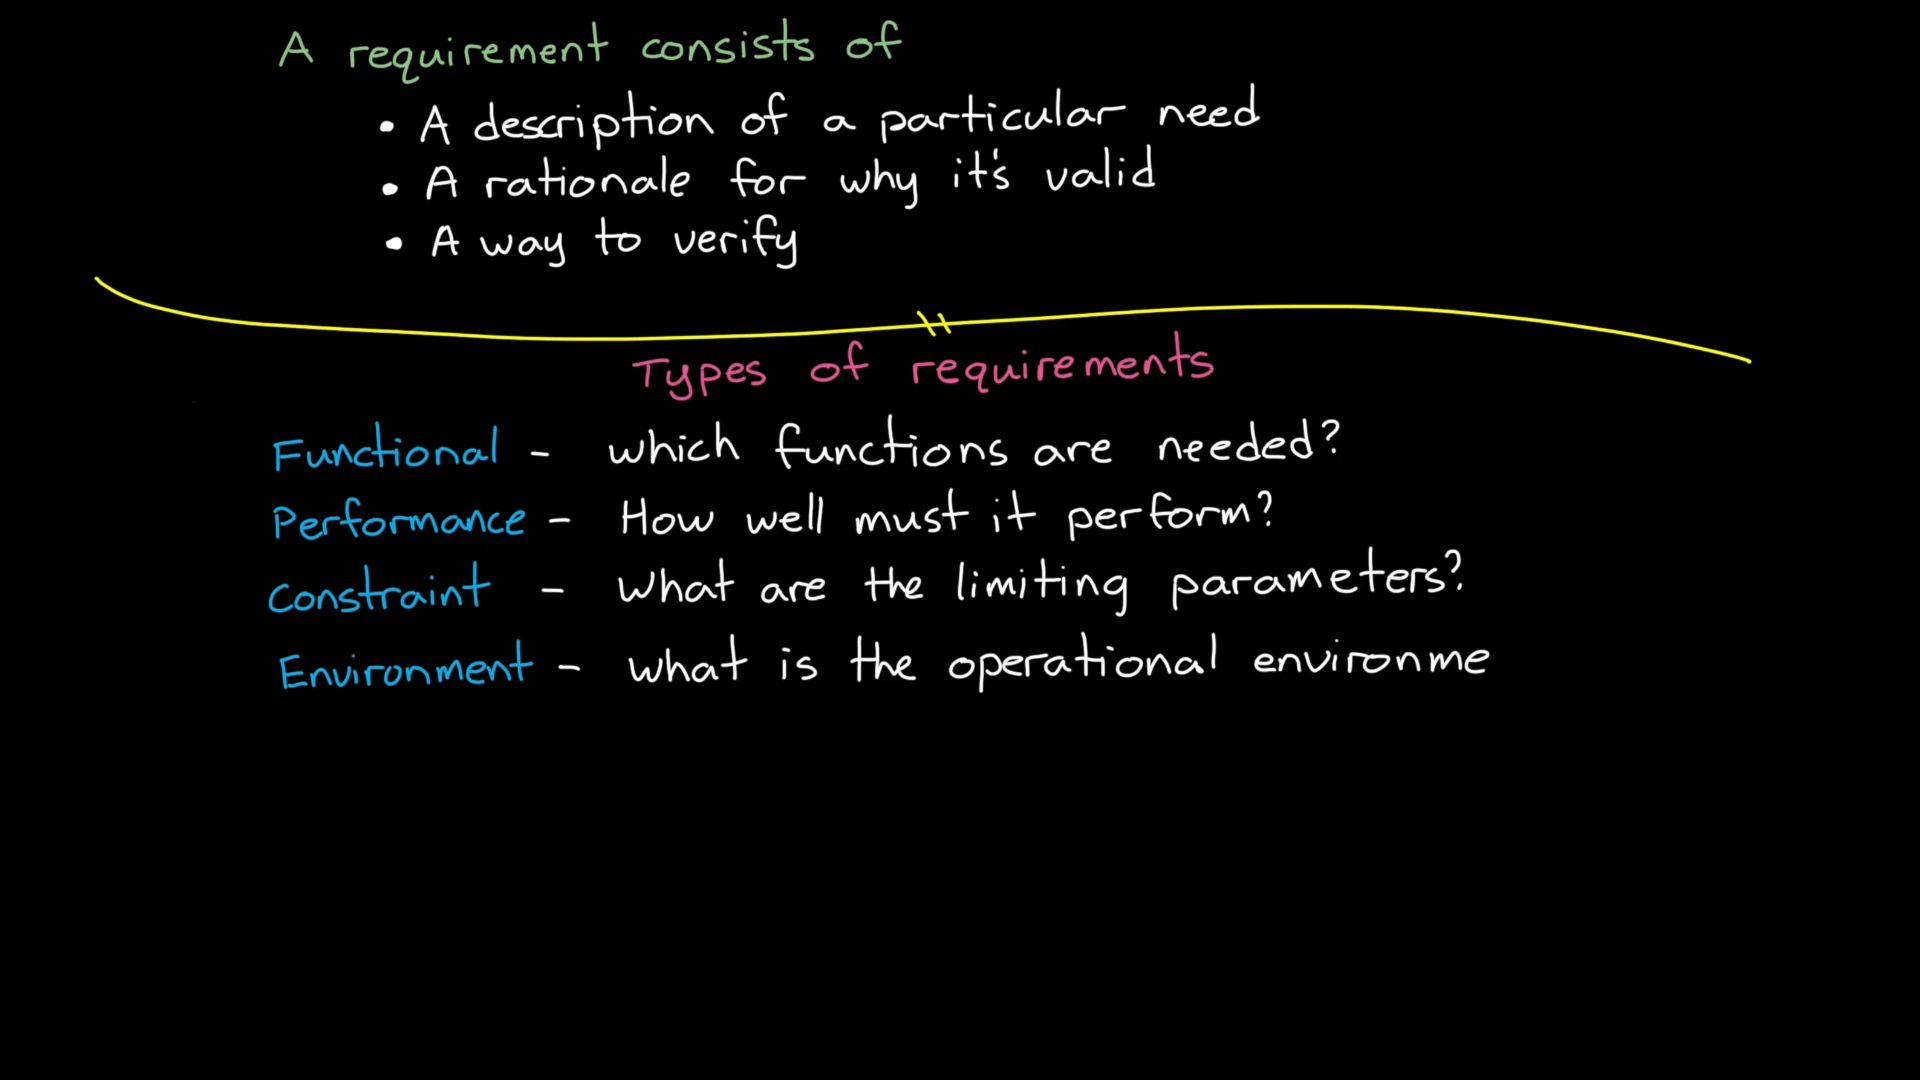 A requirement consists of
• A description of a particular need
• A rationale for why it's valid
• A way to verify
Types of requirements
Functional - which functions are needed?
Performance - How well must it perform?
Constraint - What are the limiting parameters?
Environment - what is the operational environme